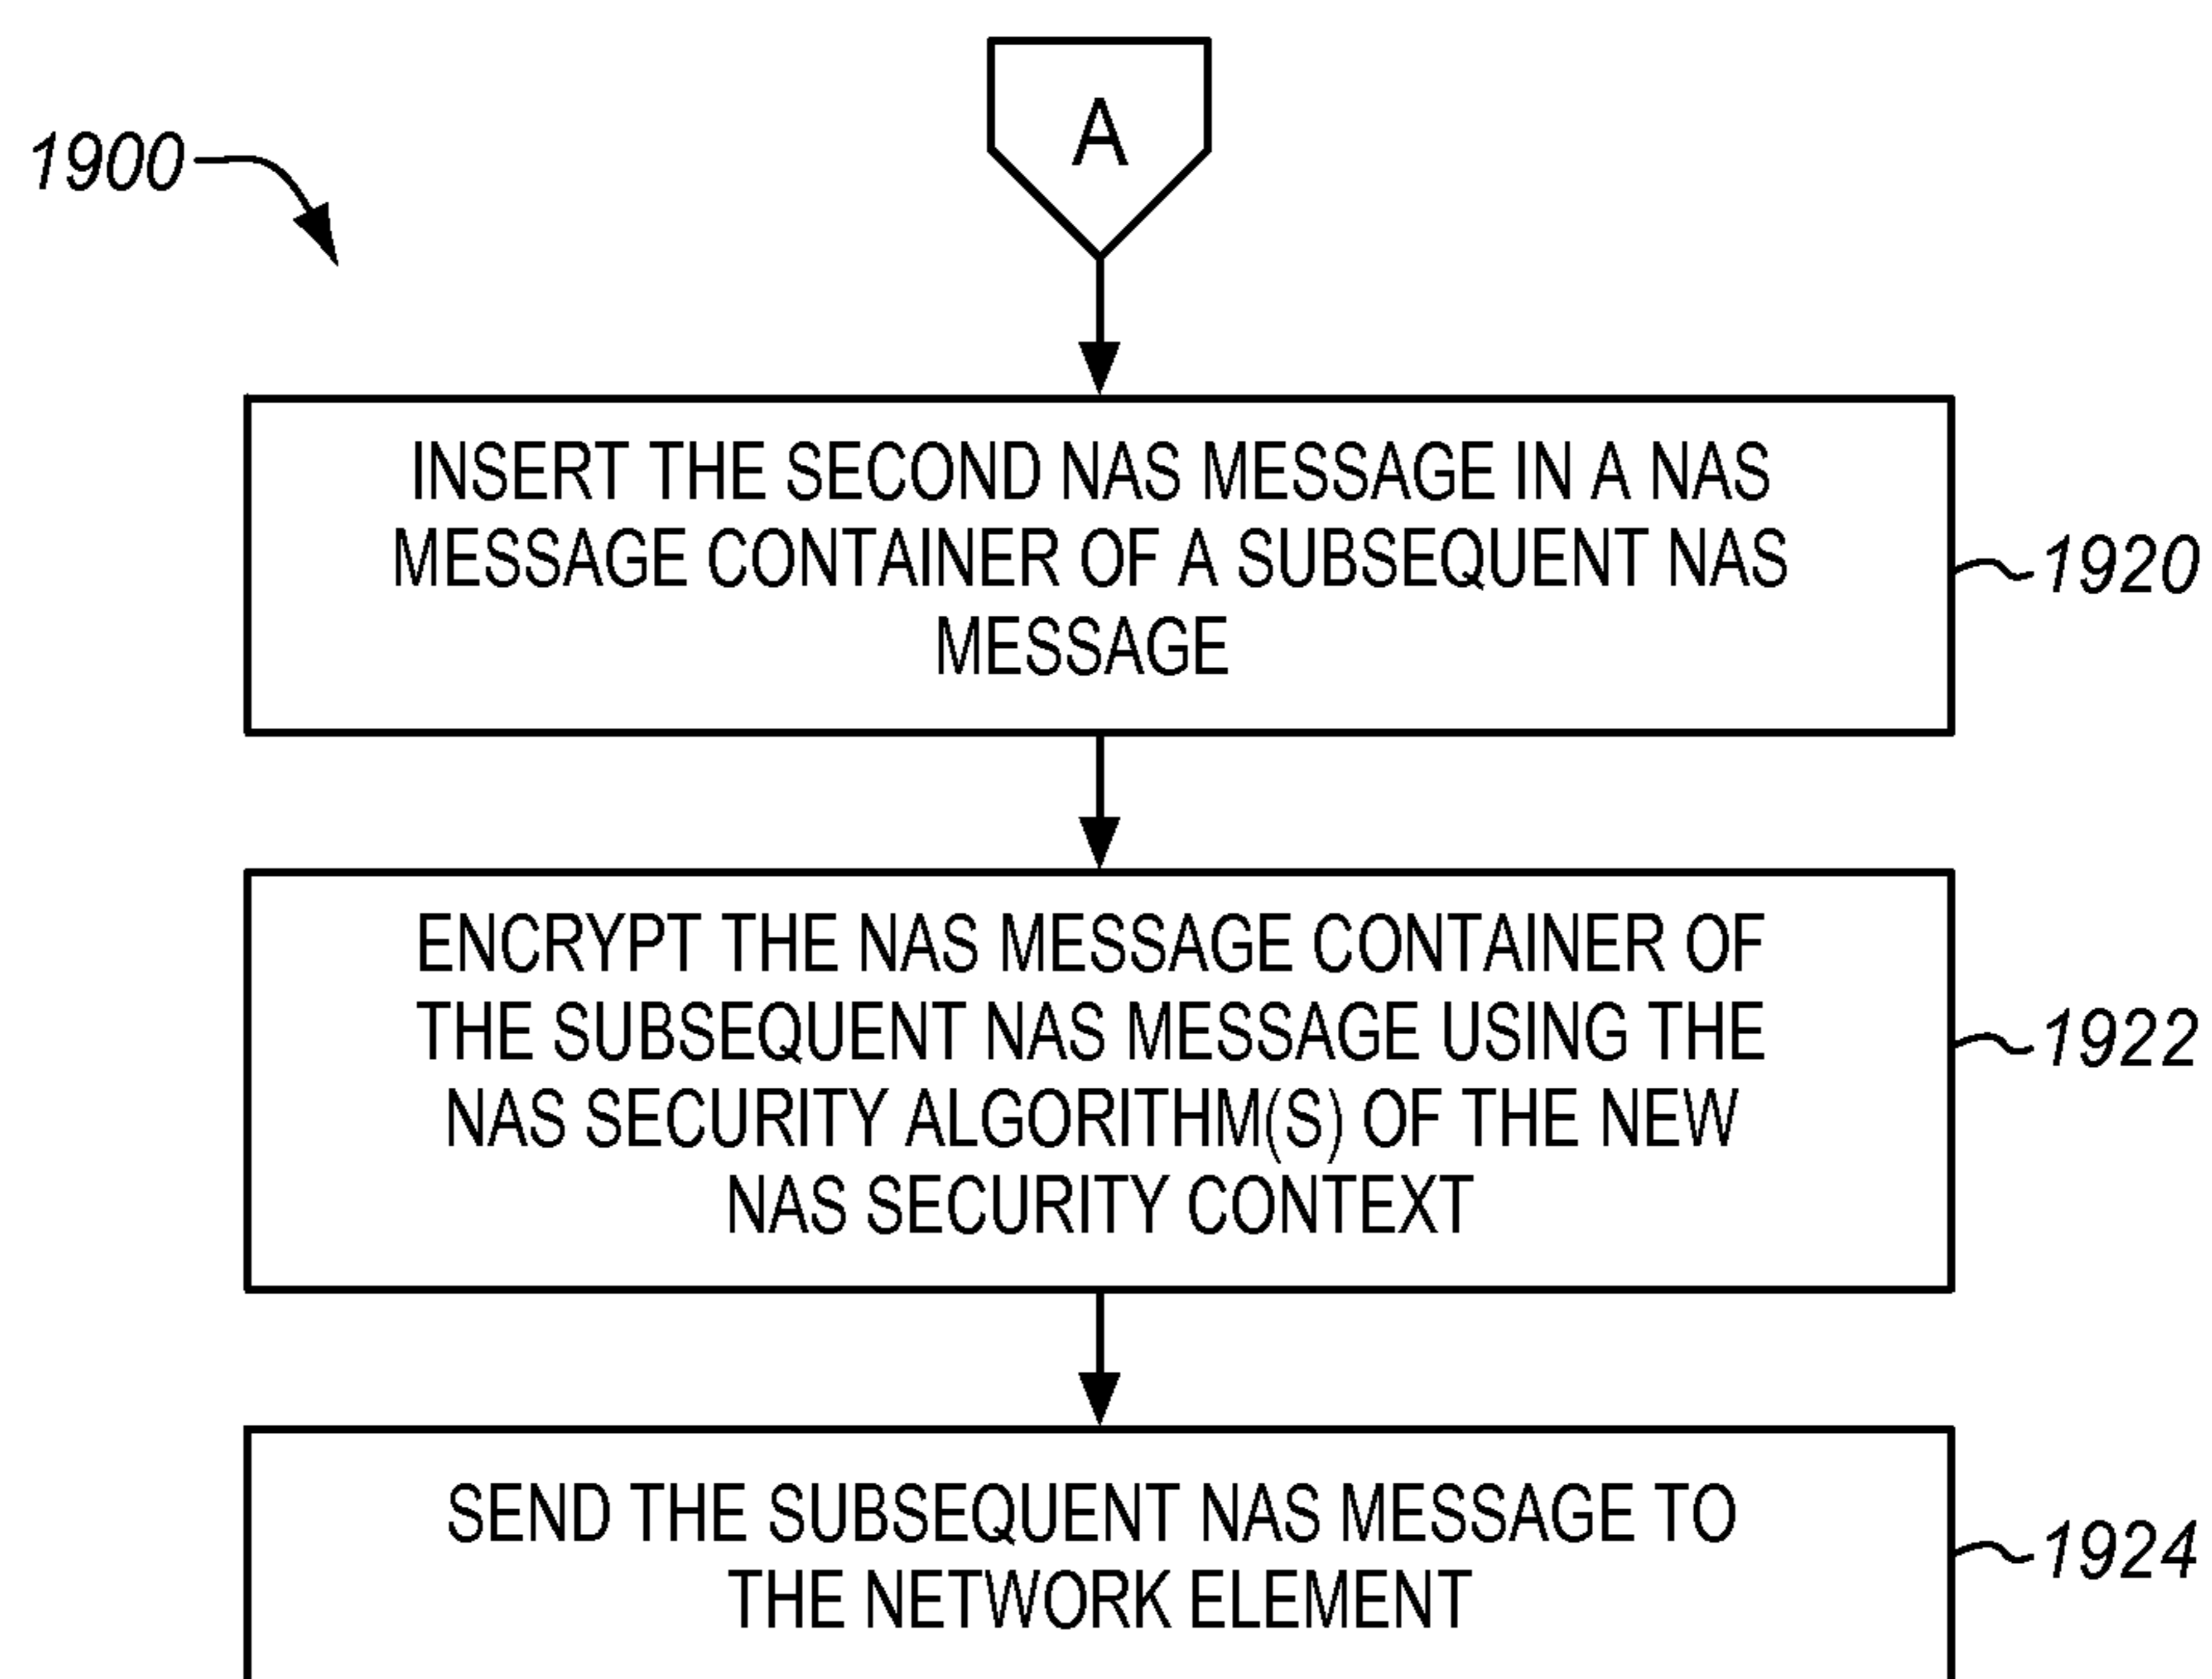 A
1900
INSERT THE SECOND NAS MESSAGE IN A NAS
MESSAGE CONTAINER OF A SUBSEQUENT NAS
MESSAGE
1920
ENCRYPT THE NAS MESSAGE CONTAINER OF
THE SUBSEQUENT NAS MESSAGE USING THE
NAS SECURITY ALGORITHM(S) OF THE NEW
NAS SECURITY CONTEXT
1922
SEND THE SUBSEQUENT NAS MESSAGE TO
THE NETWORK ELEMENT
1924